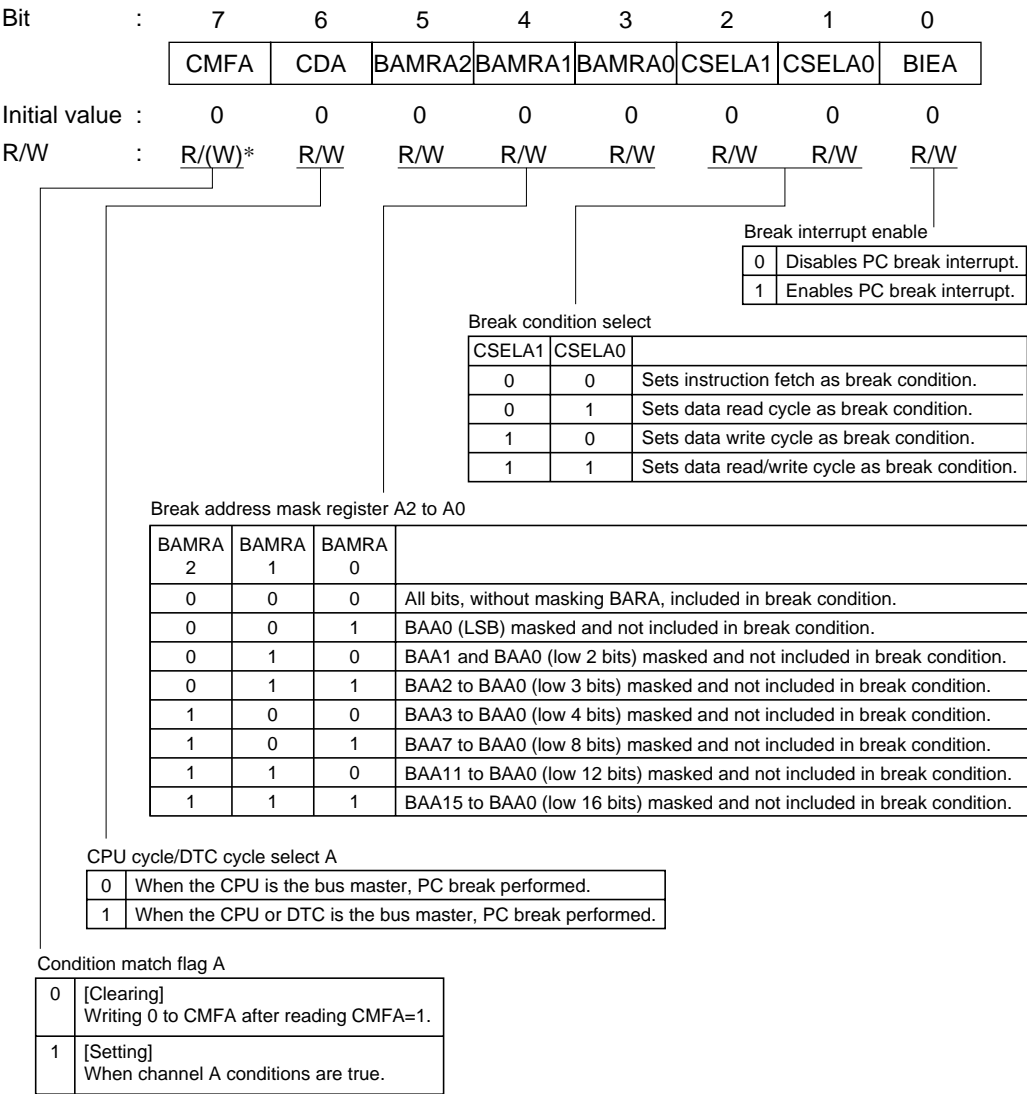 Bit : 7 6 5 4 3 2 1 0
CMFA CDA BAMRA2 BAMRA1 BAMRA0 CSELA1 CSELA0 BIEA
Initial value : 0 0 0 0 0 0 0 0
R/W : R/(W)* R/W R/W R/W R/W R/W R/W R/W
Break interrupt enable
0 Disables PC break interrupt.
1 Enables PC break interrupt.
Break condition select
CSELA1 CSELA0
0 0 Sets instruction fetch as break condition.
0 1 Sets data read cycle as break condition.
1 0 Sets data write cycle as break condition.
1 1 Sets data read/write cycle as break condition.
Break address mask register A2 to A0
BAMRA BAMRA BAMRA
2 1 0
0 0 0 All bits, without masking BARA, included in break condition.
0 0 1 BAA0 (LSB) masked and not included in break condition.
0 1 0 BAA1 and BAA0 (low 2 bits) masked and not included in break condition.
0 1 1 BAA2 to BAA0 (low 3 bits) masked and not included in break condition.
1 0 0 BAA3 to BAA0 (low 4 bits) masked and not included in break condition.
1 0 1 BAA7 to BAA0 (low 8 bits) masked and not included in break condition.
1 1 0 BAA11 to BAA0 (low 12 bits) masked and not included in break condition.
1 1 1 BAA15 to BAA0 (low 16 bits) masked and not included in break condition.
CPU cycle/DTC cycle select A
0 When the CPU is the bus master, PC break performed.
1 When the CPU or DTC is the bus master, PC break performed.
Condition match flag A
0 [Clearing]
Writing 0 to CMFA after reading CMFA=1.
1 [Setting]
When channel A conditions are true.